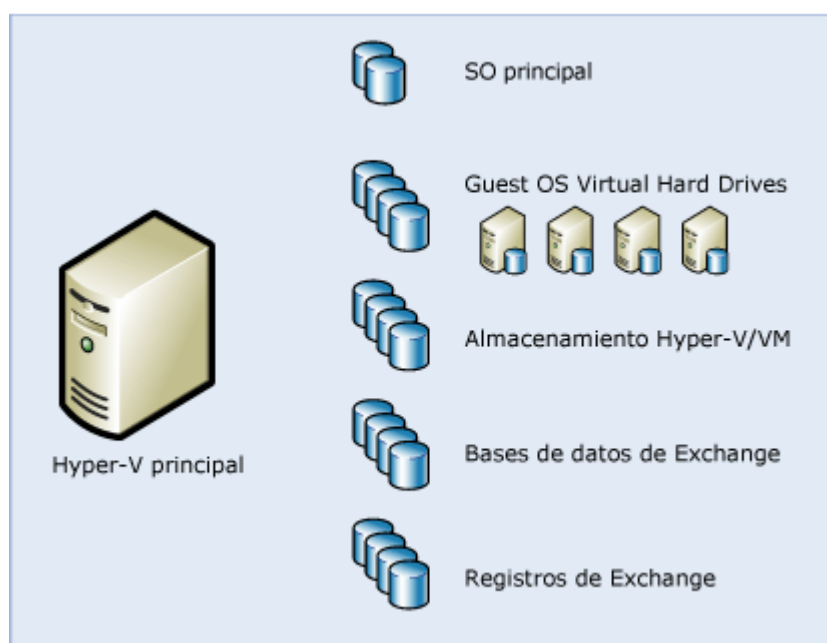 SO principal
Guest OS Virtual Hard Drives
Almacenamiento Hyper-V/VM
Hyper-V principal
Bases de datos de Exchange
Registros de Exchange